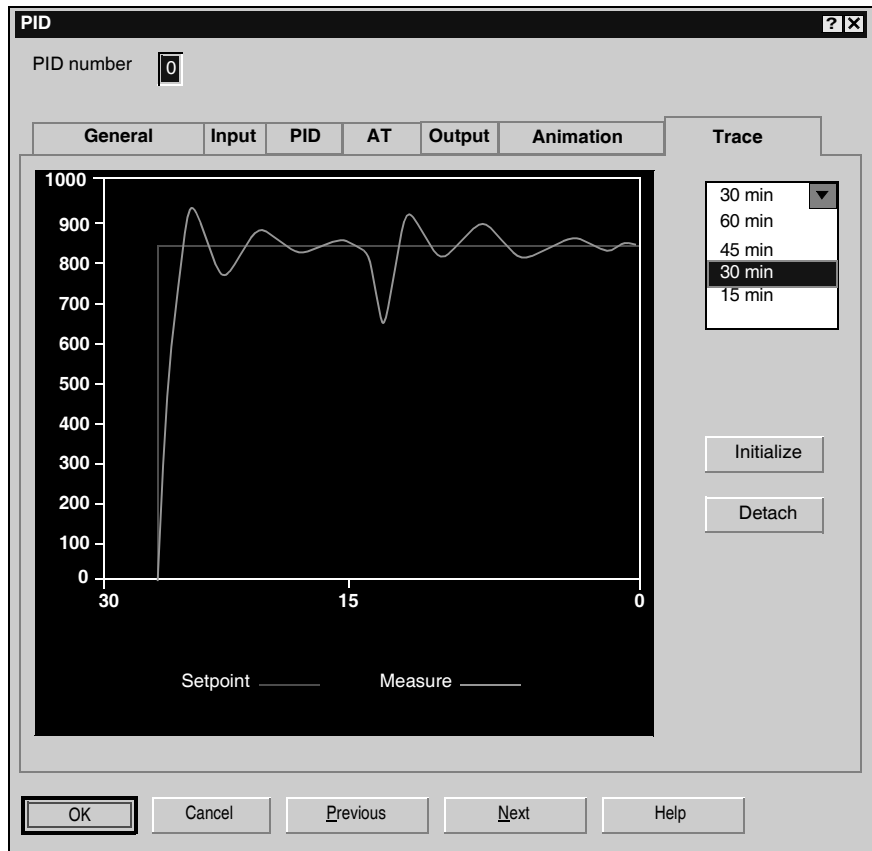 PID
PID number 0
General Input PID AT Output Animation Trace
1000
900
800
700
600
500
400
300
200
100
0
30 15 0
Setpoint Measure
30 min
60 min
45 min
30 min
15 min
Initialize
Detach
OK Cancel Previous Next Help